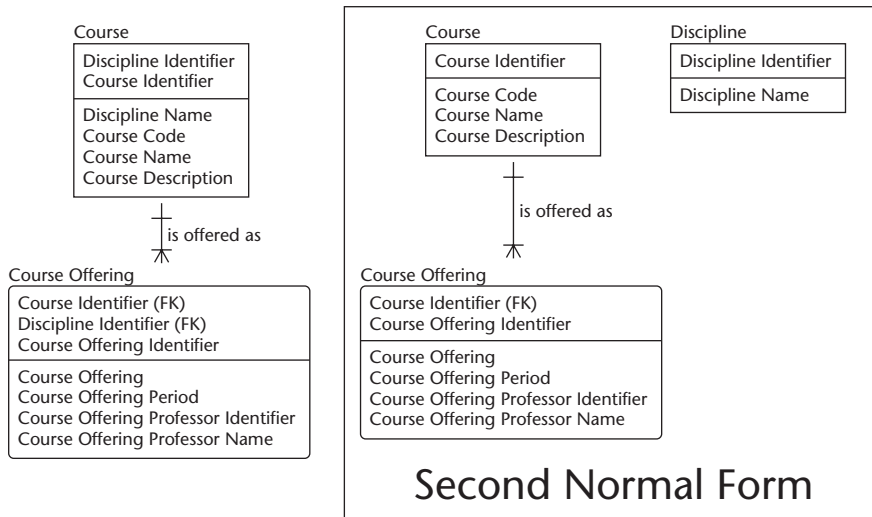 Course
Discipline Identifier
Course Identifier
Discipline Name
Course Code
Course Name
Course Description
is offered as
Course Offering
Course Identifier (FK)
Discipline Identifier (FK)
Course Offering Identifier
Course Offering
Course Offering Period
Course Offering Professor Identifier
Course Offering Professor Name
Course
Course Identifier
Course Code
Course Name
Course Description
Discipline
Discipline Identifier
Discipline Name
is offered as
Course Offering
Course Identifier (FK)
Course Offering Identifier
Course Offering
Course Offering Period
Course Offering Professor Identifier
Course Offering Professor Name
Second Normal Form